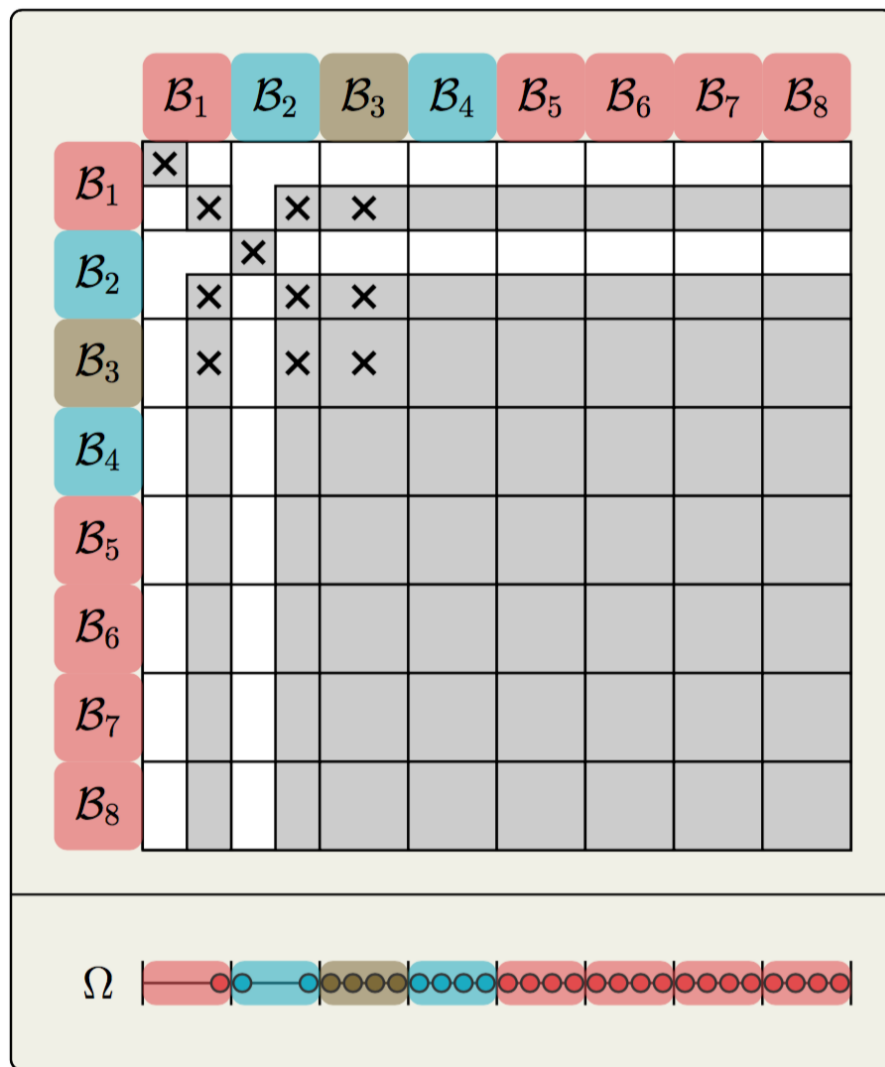 ℬ₁ ℬ₂ ℬ₃ ℬ₄ ℬ₅ ℬ₆ ℬ₇ ℬ₈
ℬ₁ ×
× × ×
ℬ₂ ×
× × ×
ℬ₃ × × ×
ℬ₄
ℬ₅
ℬ₆
ℬ₇
ℬ₈
Ω